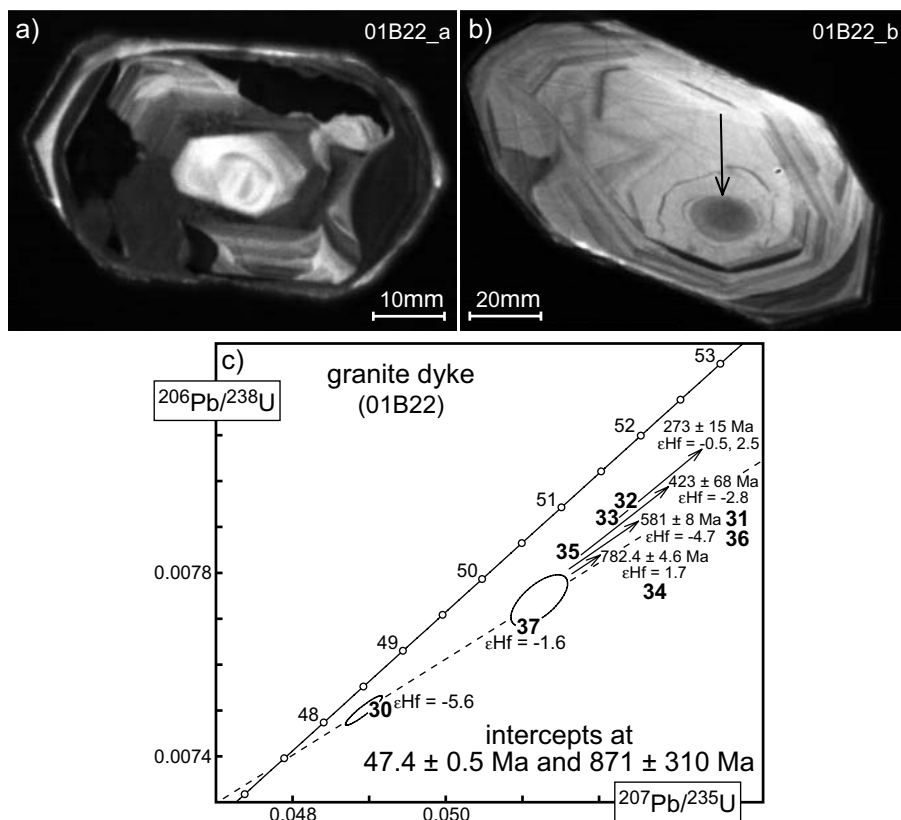 a)
01B22_a
10mm
b)
01B22_b
20mm
c)
granite dyke
(01B22)
206Pb/238U
53
52
51
50
49
48
273 ± 15 Ma
εHf = -0.5, 2.5
32
33
423 ± 68 Ma
εHf = -2.8
35
581 ± 8 Ma
31
εHf = -4.7
36
782.4 ± 4.6 Ma
εHf = 1.7
34
0.0078
37
εHf = -1.6
30
εHf = -5.6
0.0074
intercepts at
47.4 ± 0.5 Ma and 871 ± 310 Ma
207Pb/235U
0.048
0.050